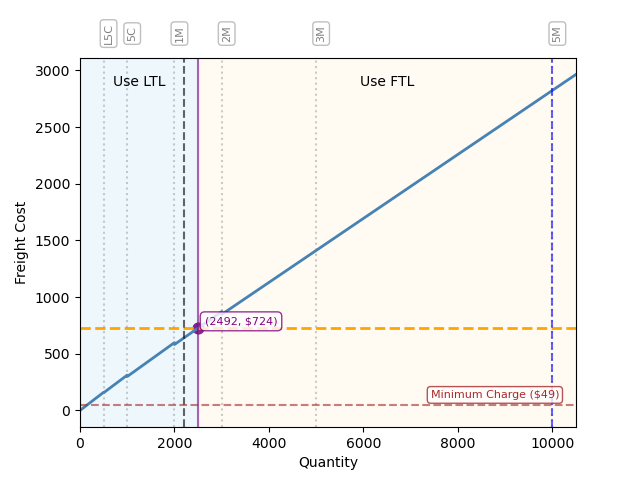 L5C
5C
1M
2M
3M
5M
Use LTL
Use FTL
3000
2500
2000
1500
1000
500
0
Freight Cost
(2492, $724)
Minimum Charge ($49)
0
2000
4000
6000
8000
10000
Quantity